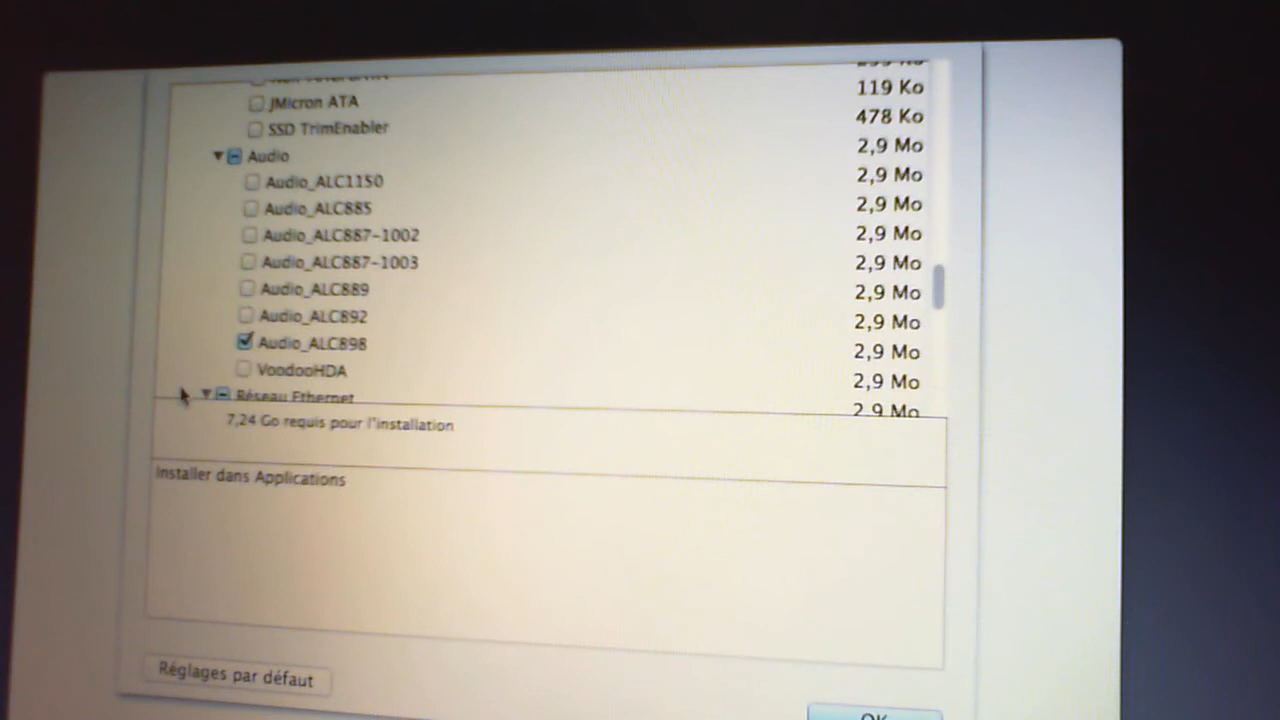 JMicron ATA 119 Ko
SSD TrimEnabler 478 Ko
Audio 2,9 Mo
Audio_ALC1150 2,9 Mo
Audio_ALC885 2,9 Mo
Audio_ALC887-1002 2,9 Mo
Audio_ALC887-1003 2,9 Mo
Audio_ALC889 2,9 Mo
Audio_ALC892 2,9 Mo
Audio_ALC898 2,9 Mo
VoodooHDA 2,9 Mo
Réseau Ethernet 2,9 Mo
7,24 Go requis pour l'installation
Installer dans Applications
Réglages par défaut
OK